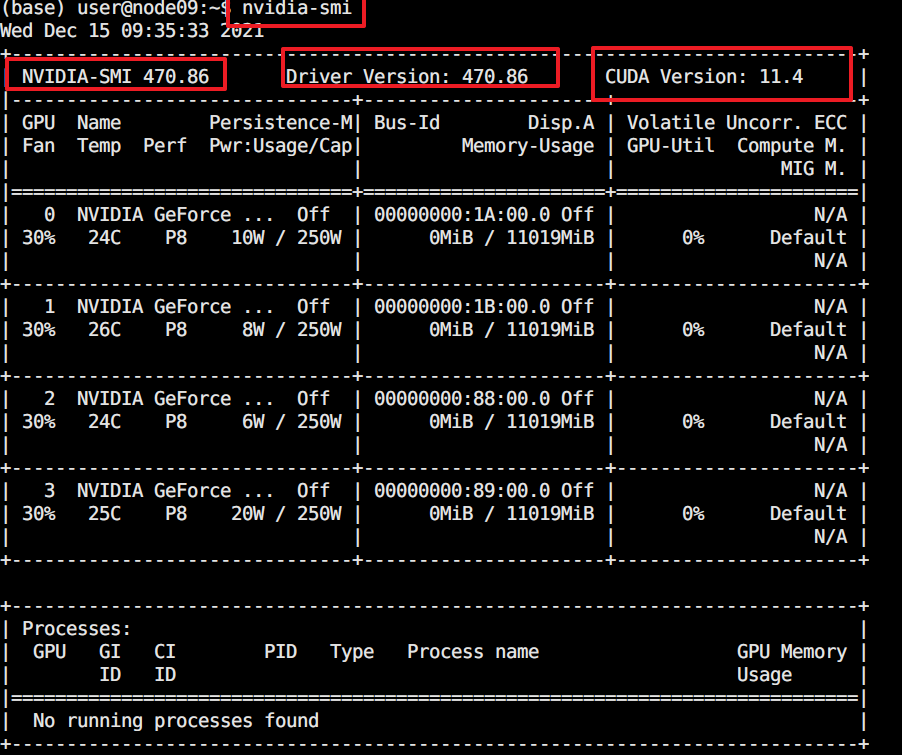 (base) user@node09:~$ nvidia-smi
Wed Dec 15 09:35:33 2021
+-----------------------------------------------------------------------------+
| NVIDIA-SMI 470.86       Driver Version: 470.86       CUDA Version: 11.4     |
|-------------------------------+----------------------+----------------------+
| GPU  Name        Persistence-M| Bus-Id        Disp.A | Volatile Uncorr. ECC |
| Fan  Temp  Perf  Pwr:Usage/Cap|         Memory-Usage | GPU-Util  Compute M. |
|                               |                      |               MIG M. |
|===============================+======================+======================|
|   0  NVIDIA GeForce ...  Off  | 00000000:1A:00.0 Off |                  N/A |
| 30%   24C    P8    10W / 250W |      0MiB / 11019MiB |      0%      Default |
|                               |                      |                  N/A |
+-------------------------------+----------------------+----------------------+
|   1  NVIDIA GeForce ...  Off  | 00000000:1B:00.0 Off |                  N/A |
| 30%   26C    P8     8W / 250W |      0MiB / 11019MiB |      0%      Default |
|                               |                      |                  N/A |
+-------------------------------+----------------------+----------------------+
|   2  NVIDIA GeForce ...  Off  | 00000000:88:00.0 Off |                  N/A |
| 30%   24C    P8     6W / 250W |      0MiB / 11019MiB |      0%      Default |
|                               |                      |                  N/A |
+-------------------------------+----------------------+----------------------+
|   3  NVIDIA GeForce ...  Off  | 00000000:89:00.0 Off |                  N/A |
| 30%   25C    P8    20W / 250W |      0MiB / 11019MiB |      0%      Default |
|                               |                      |                  N/A |
+-------------------------------+----------------------+----------------------+

+-----------------------------------------------------------------------------+
| Processes:                                                                  |
|  GPU   GI   CI        PID   Type   Process name                  GPU Memory |
|        ID   ID                                                   Usage      |
|=============================================================================|
|  No running processes found                                                 |
+-----------------------------------------------------------------------------+